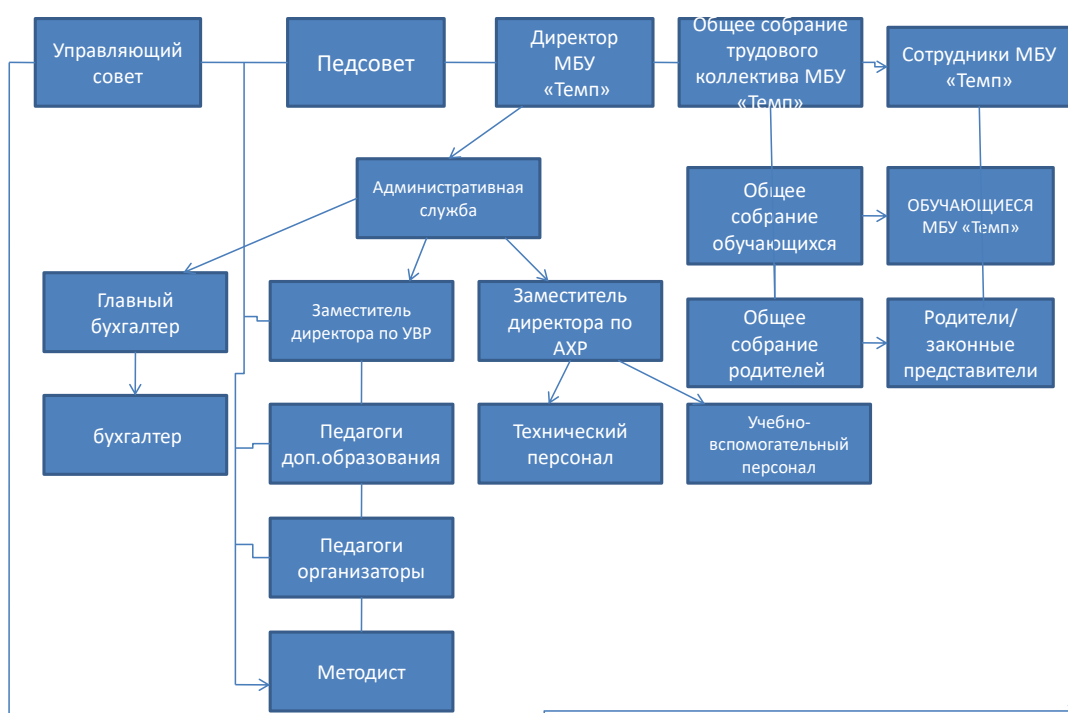 Управляющий
совет
Педсовет
Директор
МБУ
«Темп»
Общее собрание
трудового
коллектива МБУ
«Темп»
Сотрудники МБУ
«Темп»
Административная
служба
Общее
собрание
обучающихся
ОБУЧАЮЩИЕСЯ
МБУ «Темп»
Главный
бухгалтер
Заместитель
директора по УВР
Заместитель
директора по
АХР
Общее
собрание
родителей
Родители/
законные
представители
бухгалтер
Педагоги
доп.образования
Технический
персонал
Учебно-
вспомогательный
персонал
Педагоги
организаторы
Методист